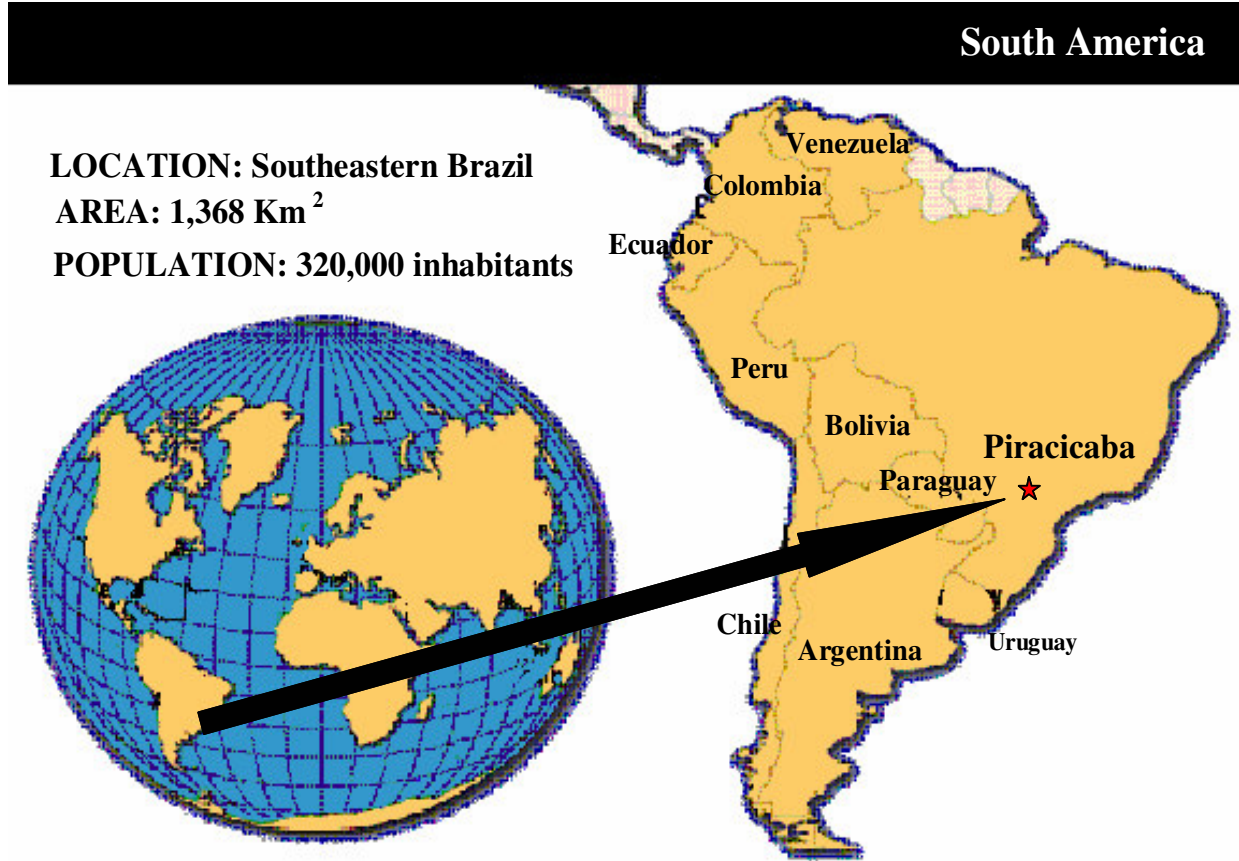 South America
LOCATION: Southeastern Brazil
AREA: 1,368 Km 2
POPULATION: 320,000 inhabitants
Venezuela
Colombia
Ecuador
Peru
Bolivia
Piracicaba
Paraguay
Chile
Argentina
Uruguay